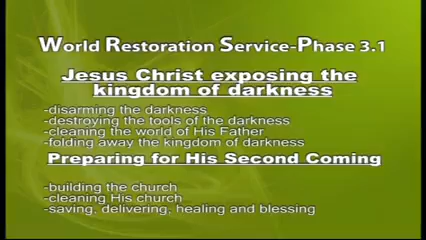 World Restoration Service-Phase 3.1
Jesus Christ exposing the
kingdom of darkness
-disarming the darkness
-destroying the tools of the darkness
-cleaning the world of His Father
-folding away the kingdom of darkness
Preparing for His Second Coming
-building the church
-cleaning His church
-saving, delivering, healing and blessing